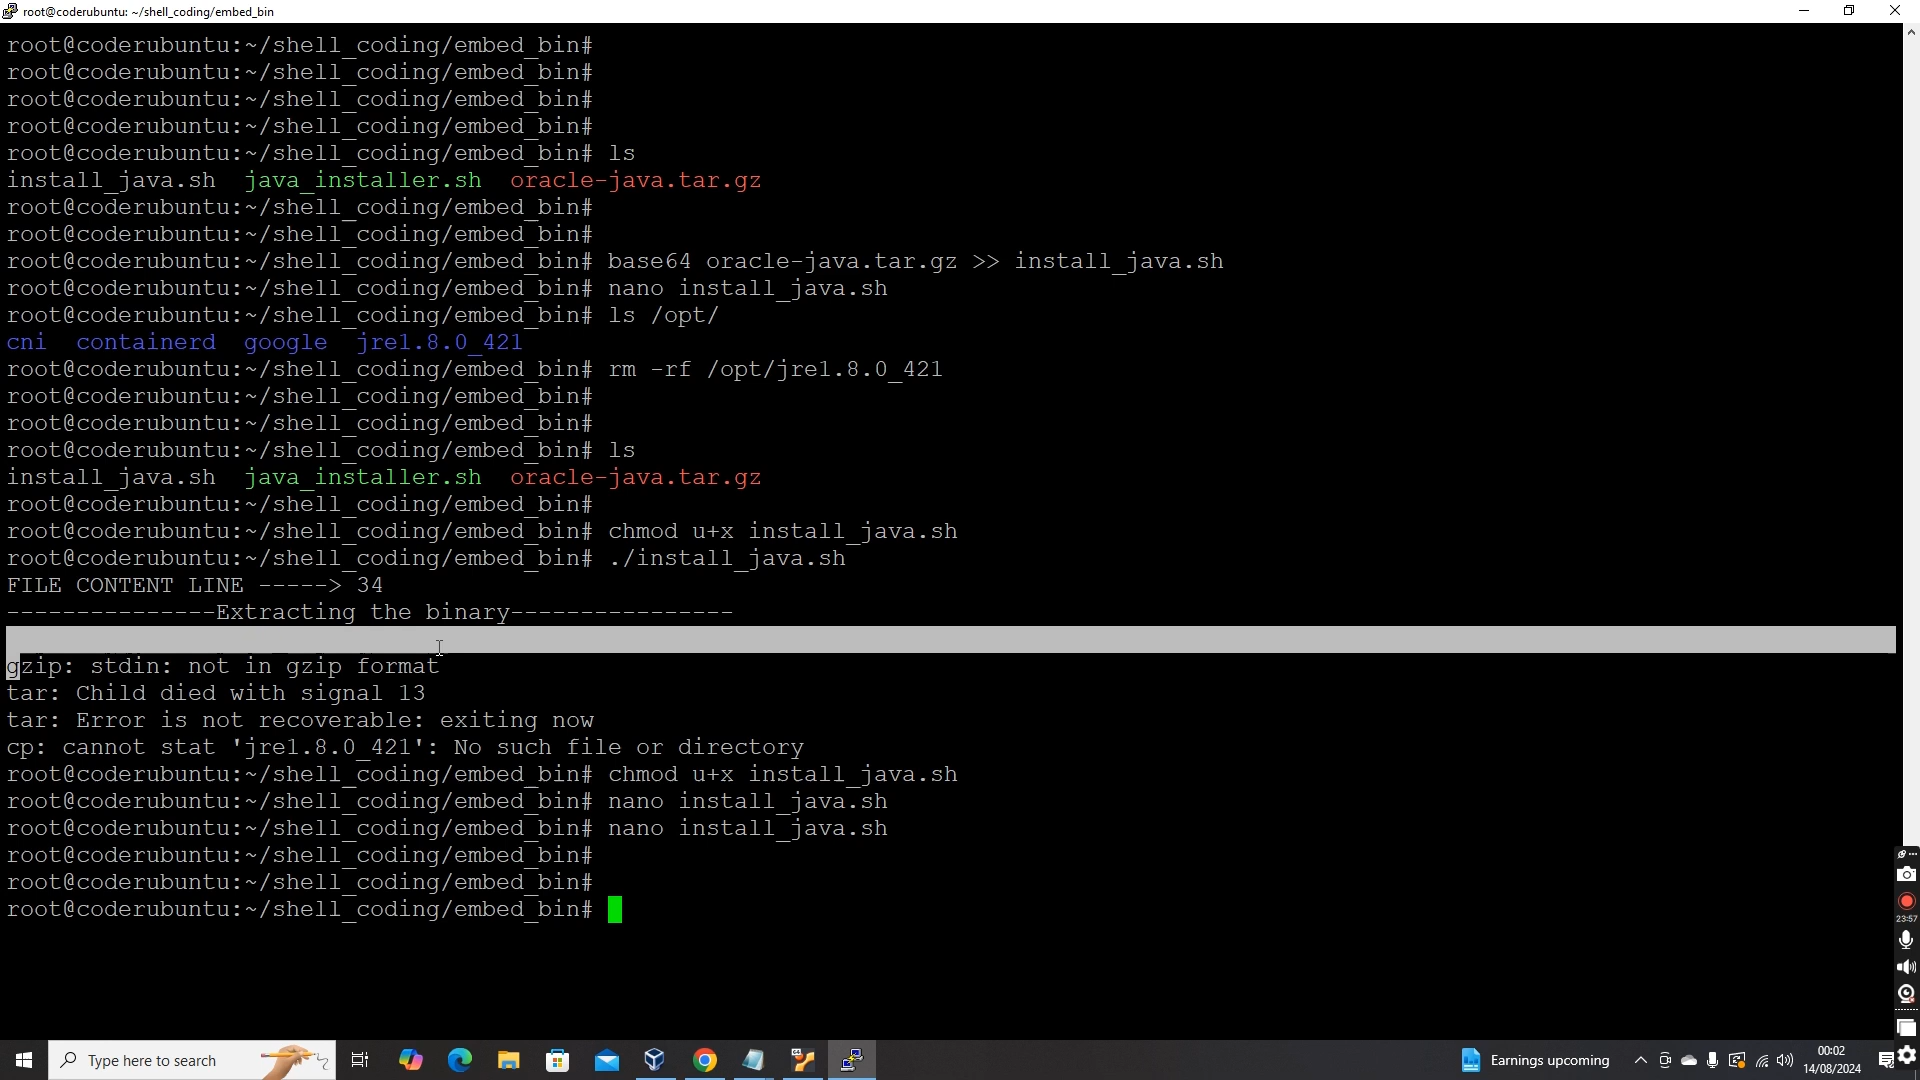 root@coderubuntu: ~/shell_coding/embed_bin
root@coderubuntu:~/shell_coding/embed_bin#
root@coderubuntu:~/shell_coding/embed_bin#
root@coderubuntu:~/shell_coding/embed_bin#
root@coderubuntu:~/shell_coding/embed_bin#
root@coderubuntu:~/shell_coding/embed_bin# ls
install_java.sh java_installer.sh oracle-java.tar.gz
root@coderubuntu:~/shell_coding/embed_bin#
root@coderubuntu:~/shell_coding/embed_bin#
root@coderubuntu:~/shell_coding/embed_bin# base64 oracle-java.tar.gz >> install_java.sh
root@coderubuntu:~/shell_coding/embed_bin# nano install_java.sh
root@coderubuntu:~/shell_coding/embed_bin# ls /opt/
cni containerd google jre1.8.0_421
root@coderubuntu:~/shell_coding/embed_bin# rm -rf /opt/jre1.8.0_421
root@coderubuntu:~/shell_coding/embed_bin#
root@coderubuntu:~/shell_coding/embed_bin#
root@coderubuntu:~/shell_coding/embed_bin# ls
install_java.sh java_installer.sh oracle-java.tar.gz
root@coderubuntu:~/shell_coding/embed_bin#
root@coderubuntu:~/shell_coding/embed_bin# chmod u+x install_java.sh
root@coderubuntu:~/shell_coding/embed_bin# ./install_java.sh
FILE CONTENT LINE -----> 34
---------------Extracting the binary----------------
gzip: stdin: not in gzip format
tar: Child died with signal 13
tar: Error is not recoverable: exiting now
cp: cannot stat 'jre1.8.0_421': No such file or directory
root@coderubuntu:~/shell_coding/embed_bin# chmod u+x install_java.sh
root@coderubuntu:~/shell_coding/embed_bin# nano install_java.sh
root@coderubuntu:~/shell_coding/embed_bin# nano install_java.sh
root@coderubuntu:~/shell_coding/embed_bin#
root@coderubuntu:~/shell_coding/embed_bin#
root@coderubuntu:~/shell_coding/embed_bin#
23:57
Type here to search
Earnings upcoming
00:02
14/08/2024